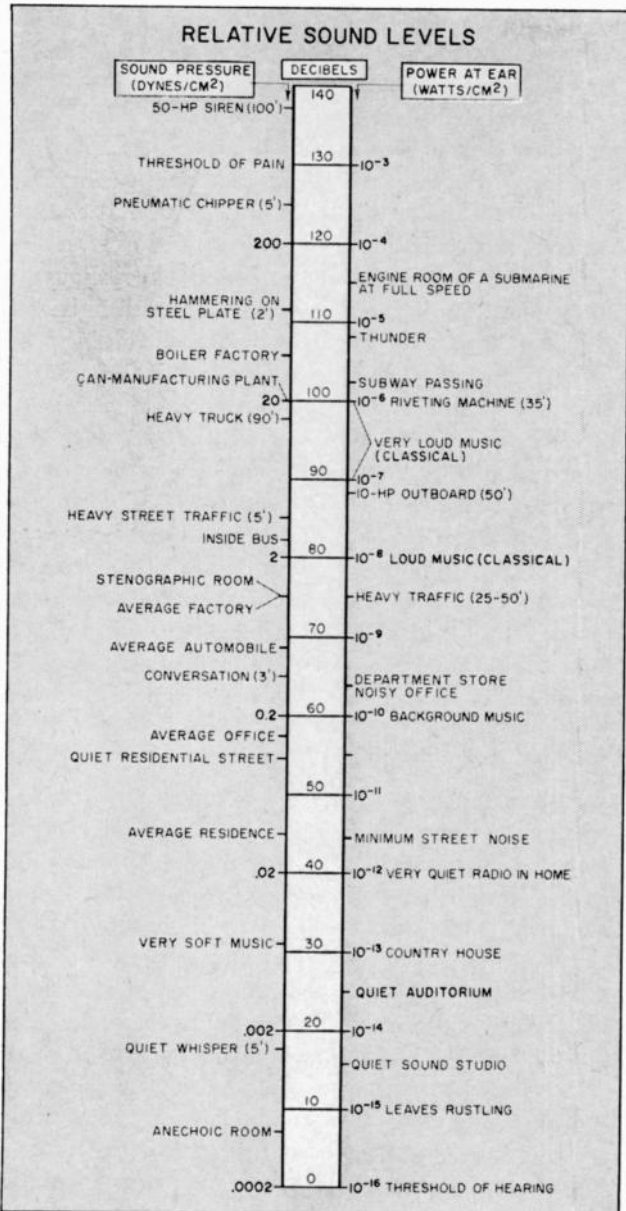 RELATIVE SOUND LEVELS
SOUND PRESSURE
(DYNES/CM²)
DECIBELS
POWER AT EAR
(WATTS/CM²)
140
50-HP SIREN (100')
THRESHOLD OF PAIN
130
10⁻³
PNEUMATIC CHIPPER (5')
200
120
10⁻⁴
ENGINE ROOM OF A SUBMARINE
AT FULL SPEED
HAMMERING ON
STEEL PLATE (2')
110
10⁻⁵
THUNDER
BOILER FACTORY
CAN-MANUFACTURING PLANT
SUBWAY PASSING
20
100
10⁻⁶ RIVETING MACHINE (35')
HEAVY TRUCK (90')
VERY LOUD MUSIC
(CLASSICAL)
90
10⁻⁷
10-HP OUTBOARD (50')
HEAVY STREET TRAFFIC (5')
INSIDE BUS
2
80
10⁻⁸ LOUD MUSIC (CLASSICAL)
STENOGRAPHIC ROOM
AVERAGE FACTORY
HEAVY TRAFFIC (25-50')
70
10⁻⁹
AVERAGE AUTOMOBILE
CONVERSATION (3')
DEPARTMENT STORE
NOISY OFFICE
0.2
60
10⁻¹⁰ BACKGROUND MUSIC
AVERAGE OFFICE
QUIET RESIDENTIAL STREET
50
10⁻¹¹
AVERAGE RESIDENCE
MINIMUM STREET NOISE
.02
40
10⁻¹² VERY QUIET RADIO IN HOME
VERY SOFT MUSIC
30
10⁻¹³ COUNTRY HOUSE
QUIET AUDITORIUM
.002
20
10⁻¹⁴
QUIET WHISPER (5')
QUIET SOUND STUDIO
10
10⁻¹⁵ LEAVES RUSTLING
ANECHOIC ROOM
.0002
0
10⁻¹⁶ THRESHOLD OF HEARING